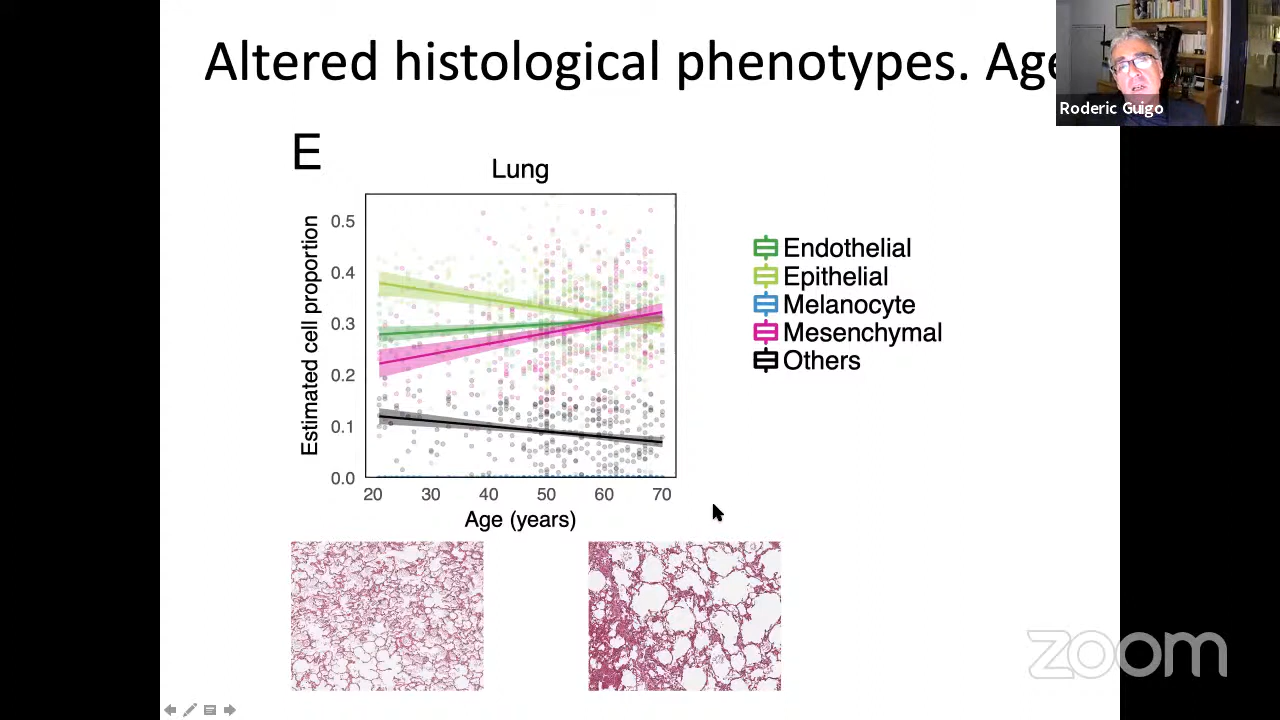 Altered histological phenotypes. Age
Roderic Guigo
E
Lung
Estimated cell proportion
0.5
0.4
0.3
0.2
0.1
0.0
20 30 40 50 60 70
Age (years)
Endothelial
Epithelial
Melanocyte
Mesenchymal
Others
zoom